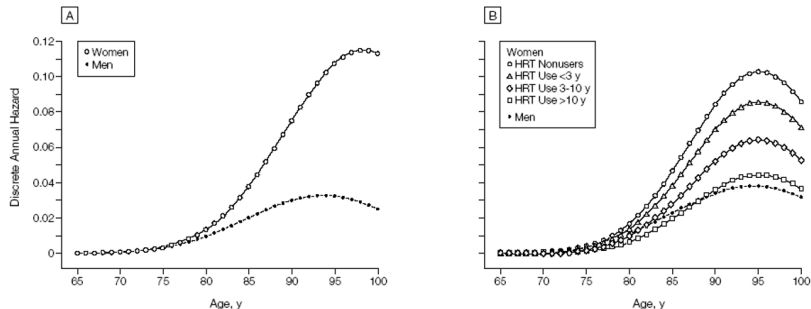 A
Women
Men
0.12
0.10
0.08
0.06
0.04
0.02
0
Discrete Annual Hazard
65 70 75 80 85 90 95 100
Age, y
B
Women
HRT Nonusers
HRT Use <3 y
HRT Use 3-10 y
HRT Use >10 y
Men
65 70 75 80 85 90 95 100
Age, y